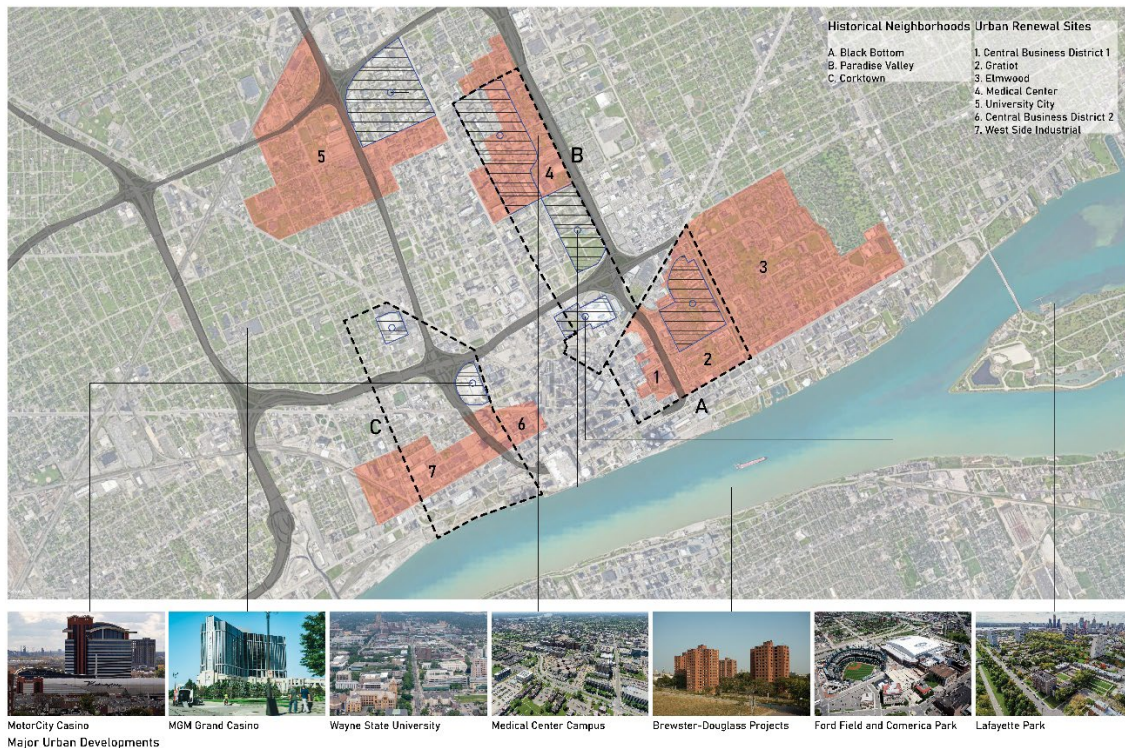 Historical Neighborhoods
A. Black Bottom
B. Paradise Valley
C. Corktown
Urban Renewal Sites
1. Central Business District 1
2. Gratiot
3. Elmwood
4. Medical Center
5. University City
6. Central Business District 2
7. West Side Industrial
5
B
4
3
2
1
A
C
6
7
MotorCity Casino
MGM Grand Casino
Wayne State University
Medical Center Campus
Brewster-Douglass Projects
Ford Field and Comerica Park
Lafayette Park
Major Urban Developments